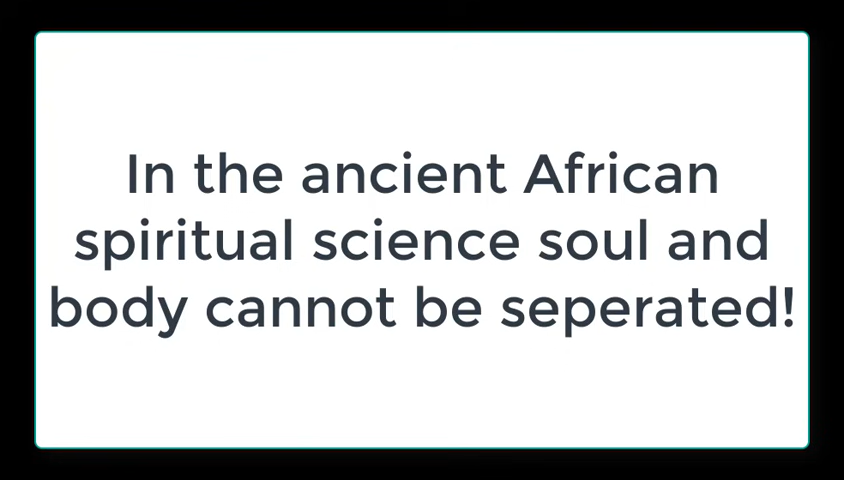 In the ancient African
spiritual science soul and
body cannot be seperated!